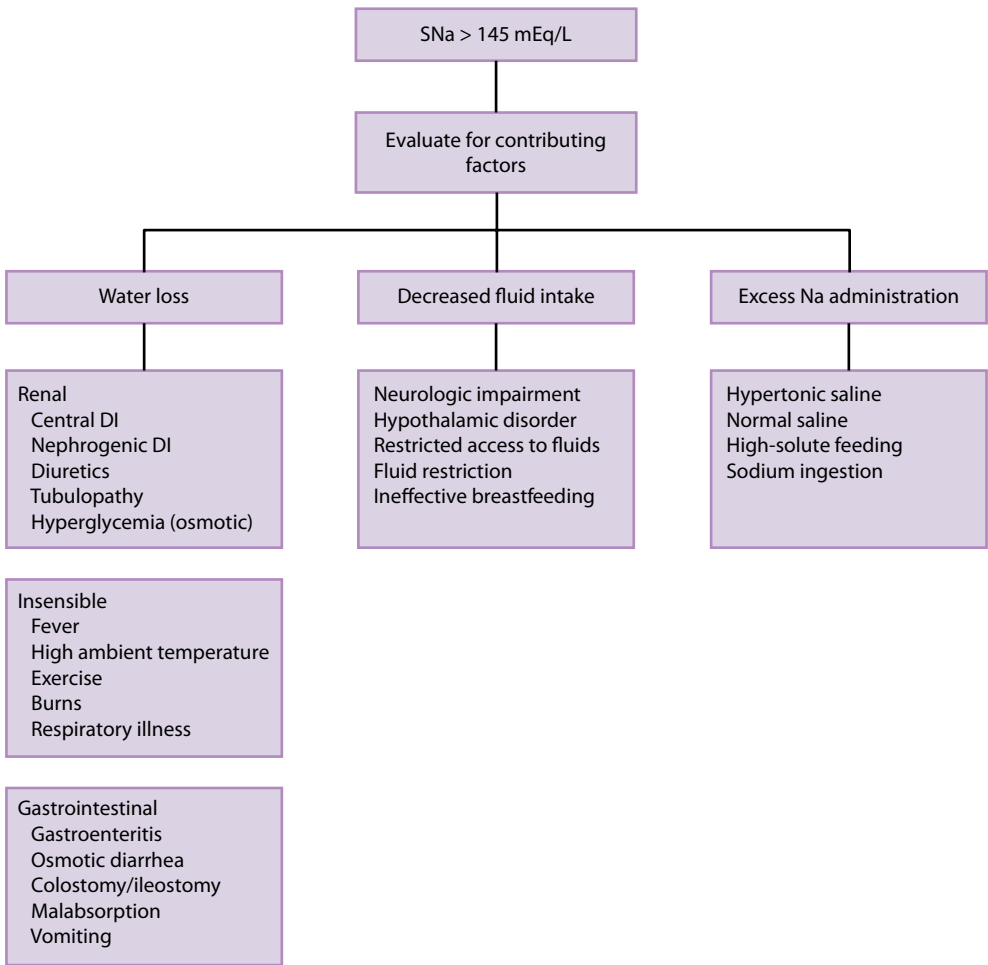 SNa > 145 mEq/L
Evaluate for contributing
factors
Water loss
Decreased fluid intake
Excess Na administration
Renal
Central DI
Nephrogenic DI
Diuretics
Tubulopathy
Hyperglycemia (osmotic)
Neurologic impairment
Hypothalamic disorder
Restricted access to fluids
Fluid restriction
Ineffective breastfeeding
Hypertonic saline
Normal saline
High-solute feeding
Sodium ingestion
Insensible
Fever
High ambient temperature
Exercise
Burns
Respiratory illness
Gastrointestinal
Gastroenteritis
Osmotic diarrhea
Colostomy/ileostomy
Malabsorption
Vomiting